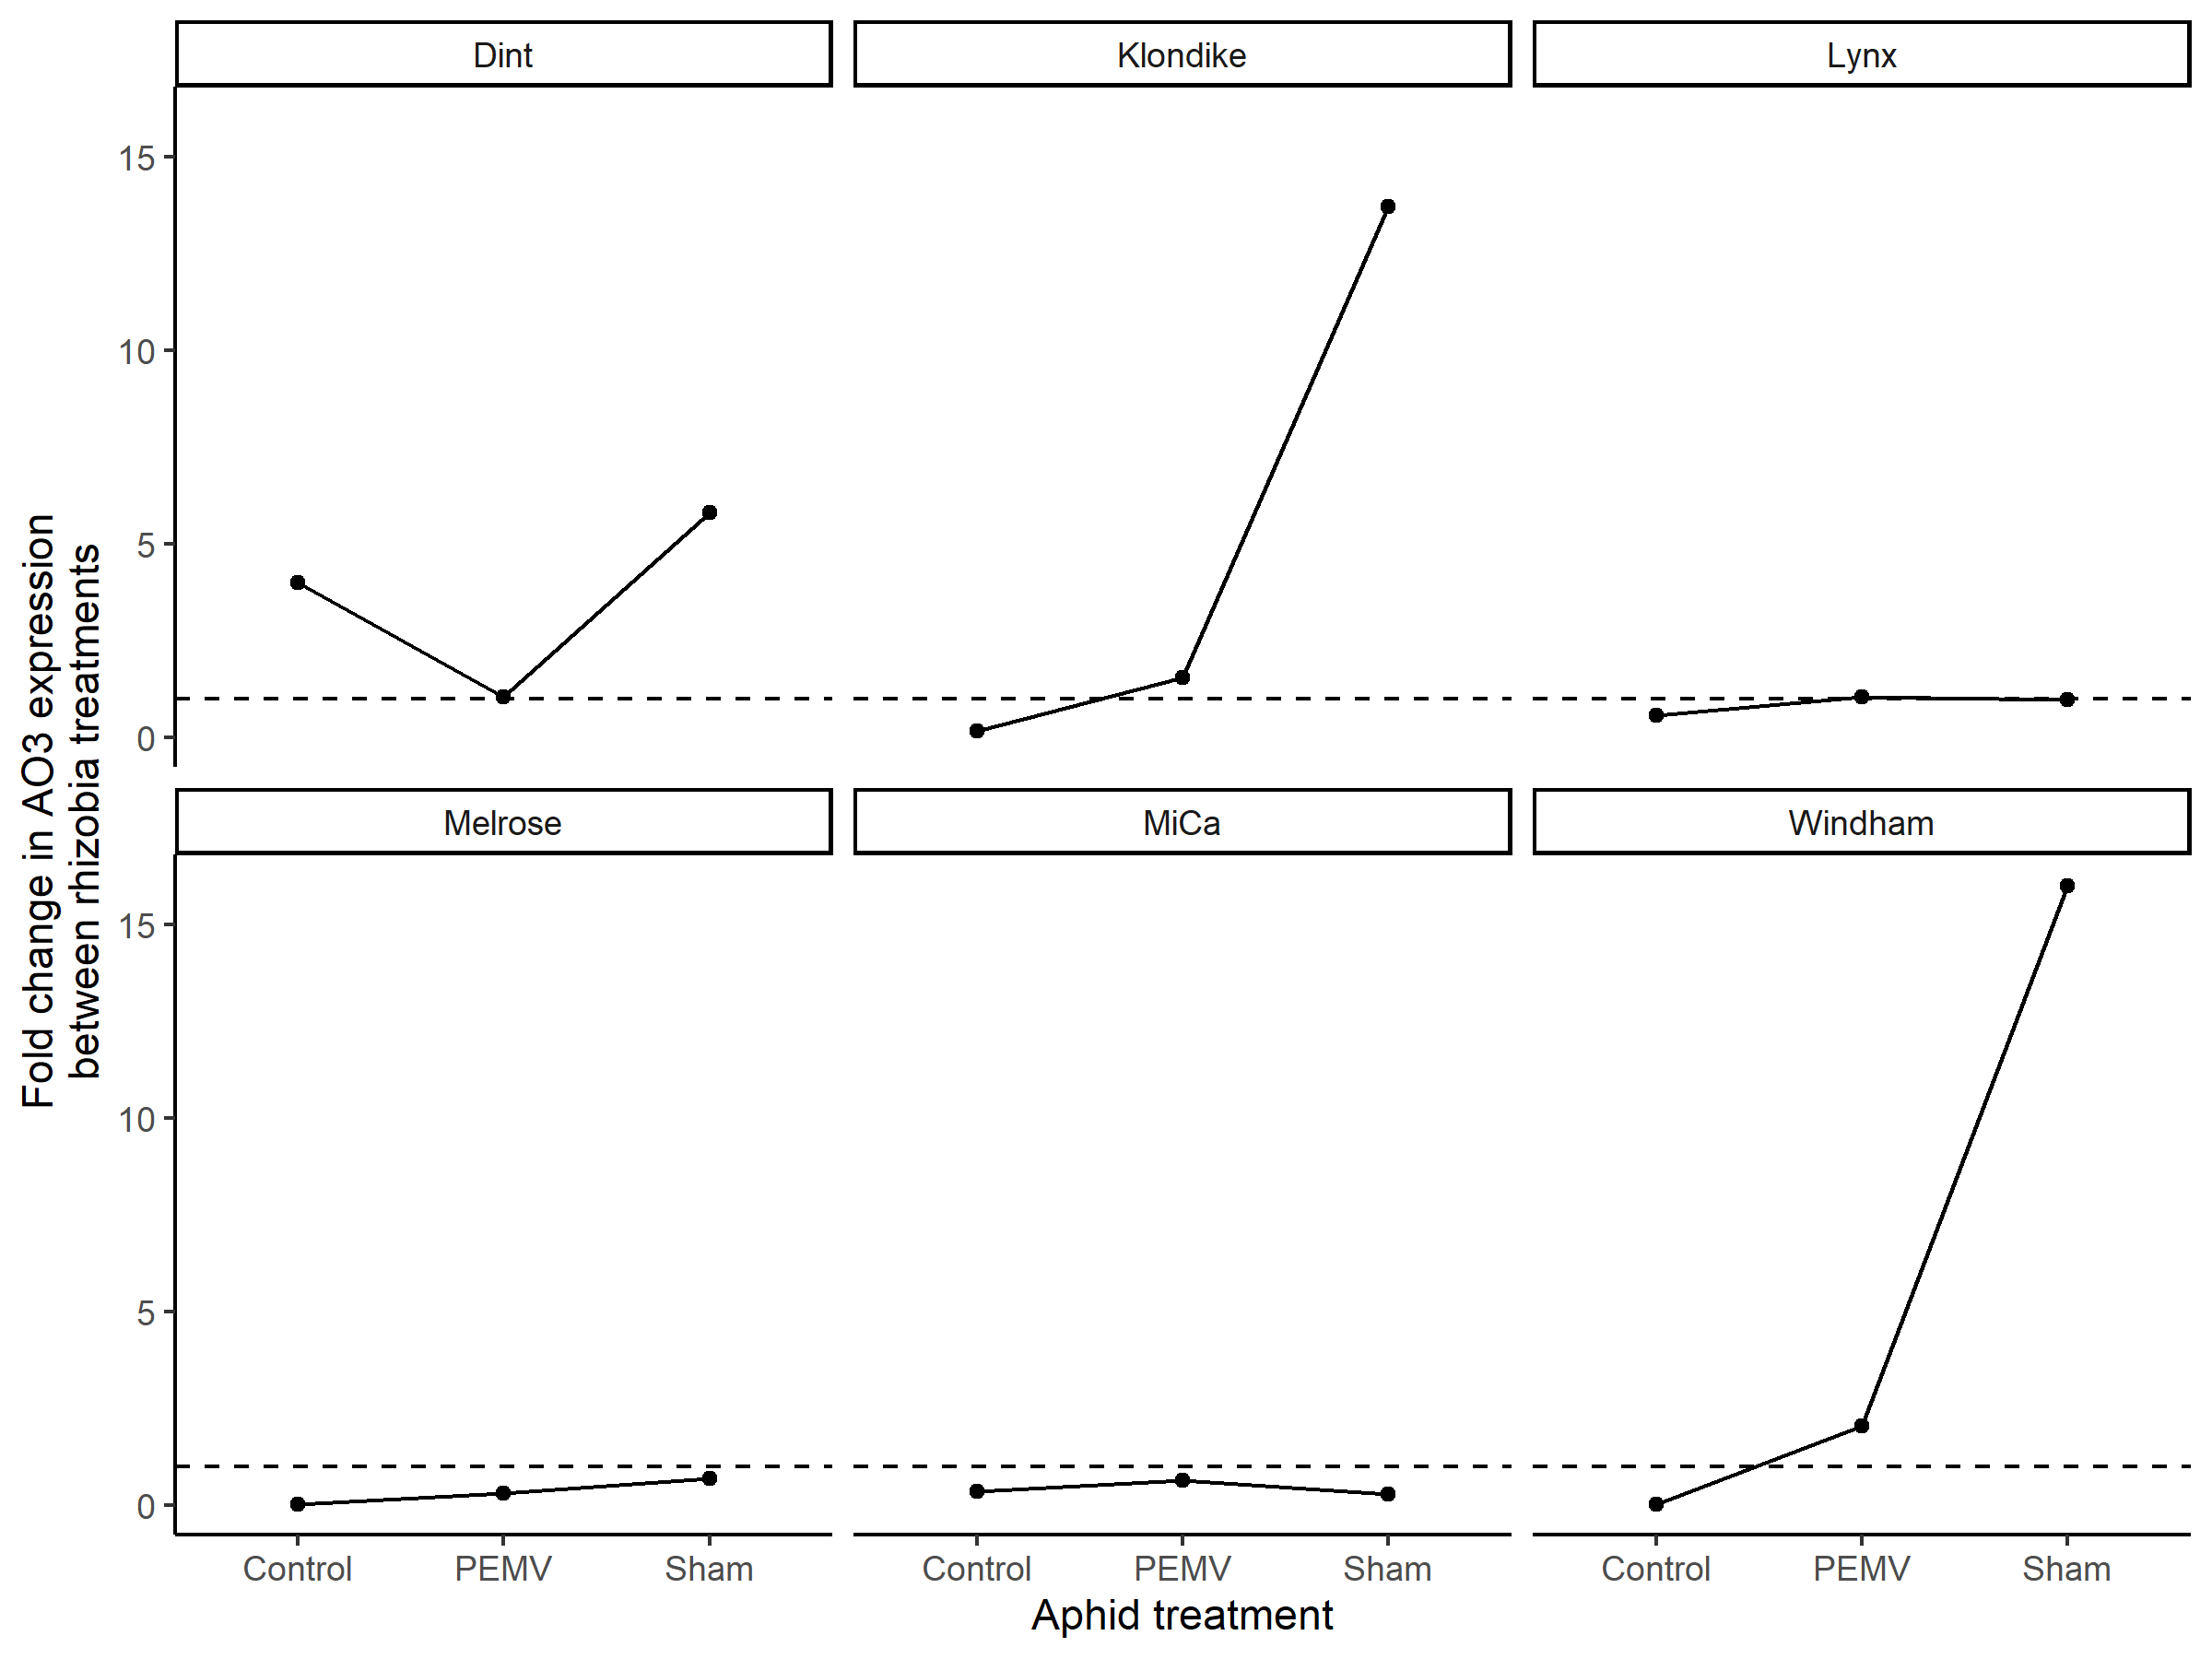 Dint
Klondike
Lynx
15
10
5
0
Melrose
MiCa
Windham
15
10
5
0
Control
PEMV
Sham
Control
PEMV
Sham
Control
PEMV
Sham
Aphid treatment
Fold change in AO3 expression
between rhizobia treatments